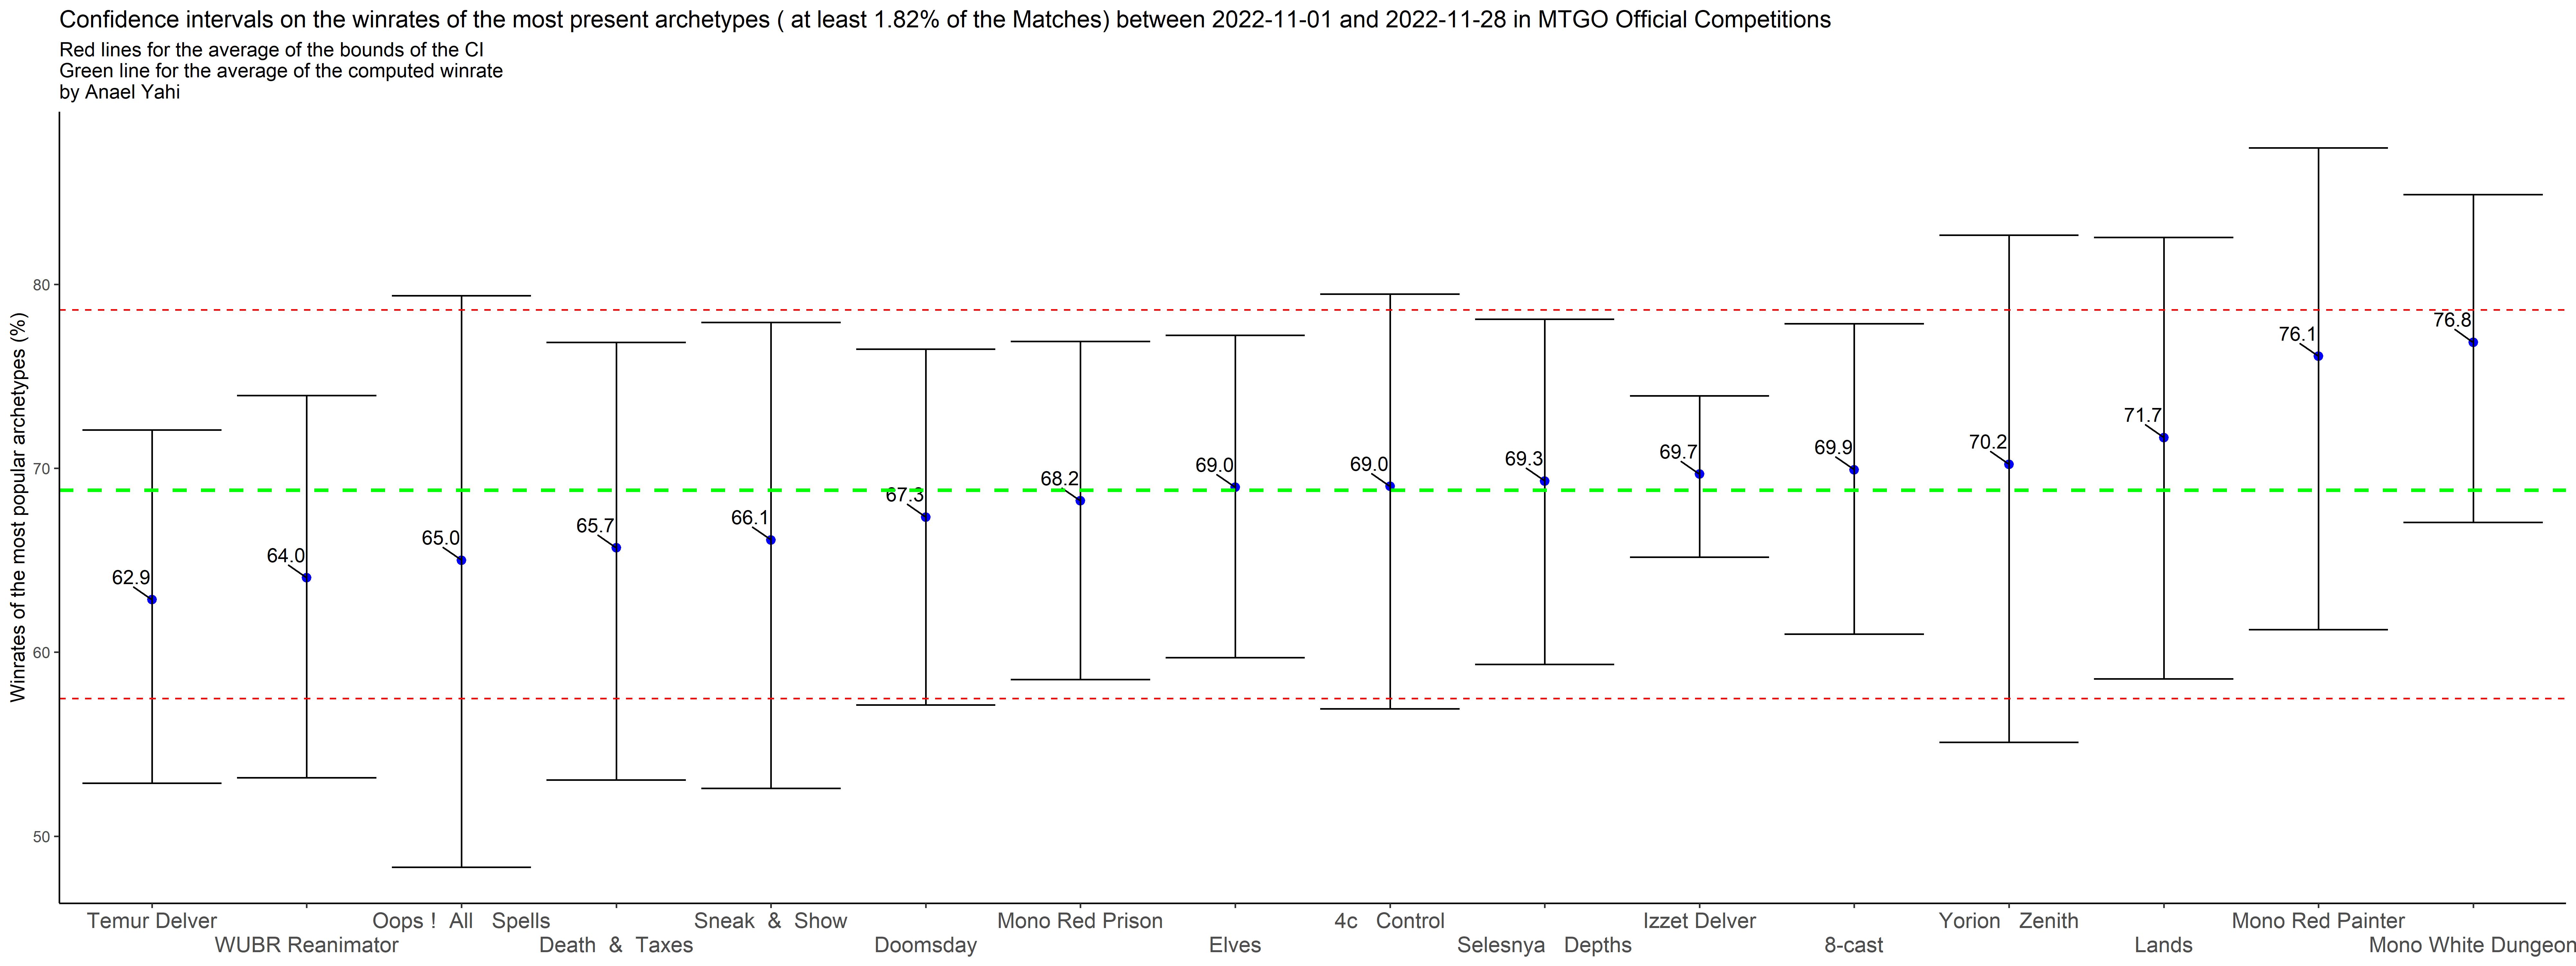 Confidence intervals on the winrates of the most present archetypes ( at least 1.82% of the Matches) between 2022-11-01 and 2022-11-28 in MTGO Official Competitions
Red lines for the average of the bounds of the CI
Green line for the average of the computed winrate
by Anael Yahi
Winrates of the most popular archetypes (%)
80
70
60
50
62.9
64.0
65.0
65.7
66.1
67.3
68.2
69.0
69.0
69.3
69.7
69.9
70.2
71.7
76.1
76.8
Temur Delver
WUBR Reanimator
Oops ! All Spells
Death & Taxes
Sneak & Show
Doomsday
Mono Red Prison
Elves
4c Control
Selesnya Depths
Izzet Delver
8-cast
Yorion Zenith
Lands
Mono Red Painter
Mono White Dungeon